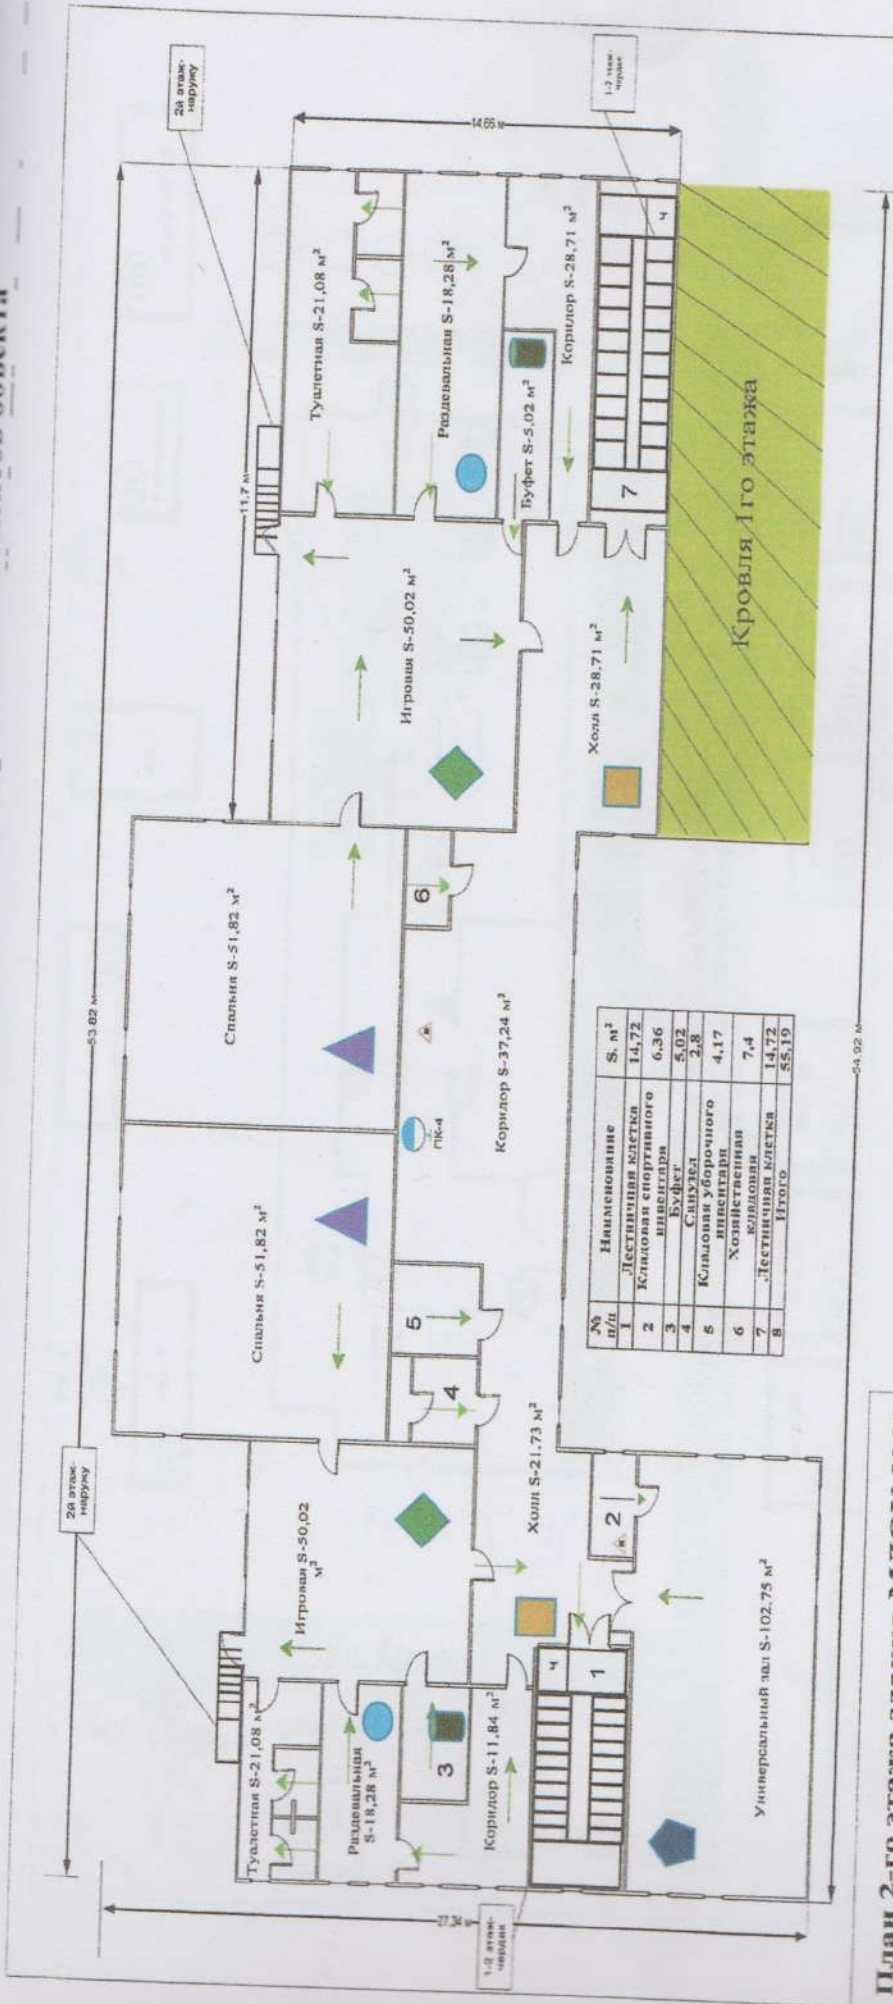 2й этаж-
наружу
2й этаж-
наружу
1-2 этаж-
чердак
53.82 м
11.7 м
14.66 м
Спальня S-51,82 м²
Спальня S-51,82 м²
Туалетная S-21,08 м²
Раздевальная S-18,28 м²
Буфет S-5,02 м²
Коридор S-28,71 м²
Игровая S-50,02 м²
Холл S-28,71 м²
7
ч
Кровля 1го этажа
6
Коридор S-37,24 м²
ПК-4
5
4
Игровая S-50,02
м²
Туалетная S-21,08 м²
Раздевальная
S-18,28 м²
3
Коридор S-11,84 м²
Холл S-21,73 м²
2
1
ч
Универсальный зал S-102,75 м²
1-2 этаж-
чердак
27.34 м
54.92 м
№ п/п Наименование S. м²
1 Лестничная клетка 14,72
2 Кладовая спортивного
инвентаря 6,36
3 Буфет 5,02
4 Санузел 2,8
5 Кладовая уборочного
инвентаря 4,17
6 Хозяйственная
кладовая 7,4
7 Лестничная клетка 14,72
8 Итого 55,19
План 2-го этажа здания